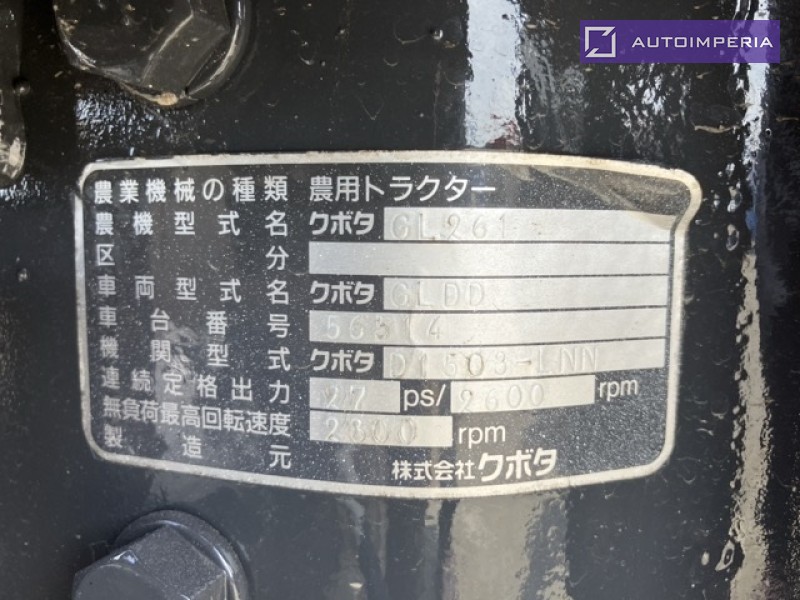 AUTOIMPERIA
農業機械の種類 農用トラクター
農機型式名 クボタ GL261
区分
車両型式名 クボタ GLDD
車台番号 56314
機関型式 クボタ D1503-LNN
連続定格出力 27 ps/ 2600 rpm
無負荷最高回転速度 2800 rpm
製造元 株式会社クボタ